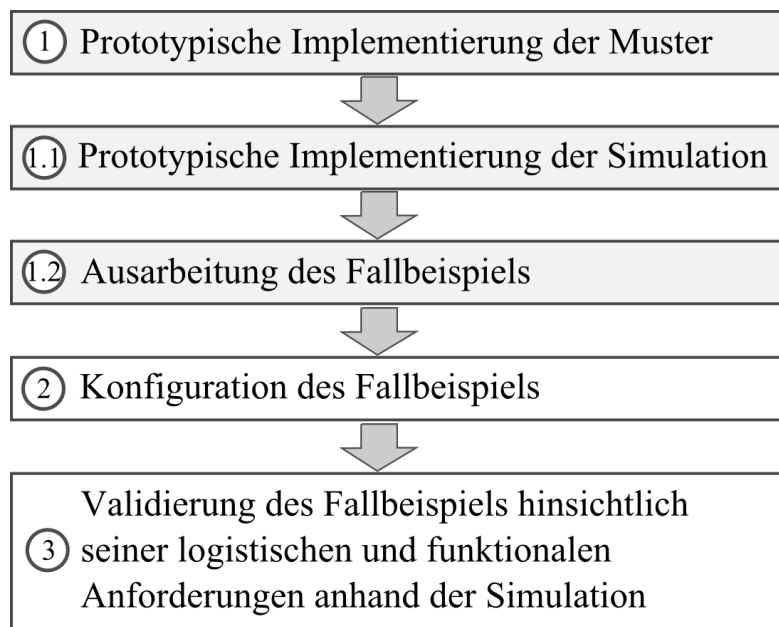 1 Prototypische Implementierung der Muster
1.1 Prototypische Implementierung der Simulation
1.2 Ausarbeitung des Fallbeispiels
2 Konfiguration des Fallbeispiels
Validierung des Fallbeispiels hinsichtlich
3 seiner logistischen und funktionalen
Anforderungen anhand der Simulation